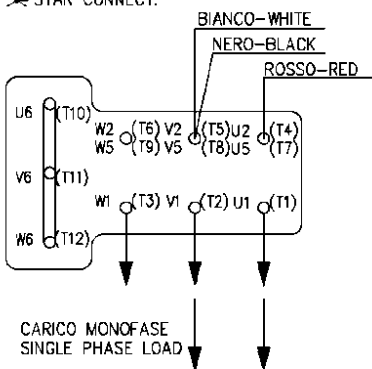 STAR CONNECT.
BIANCO-WHITE
NERO-BLACK
ROSSO-RED
U6 (T10)
W2 (T6) V2 (T5) U2 (T4)
W5 (T9) V5 (T8) U5 (T7)
V6 (T11)
W1 (T3) V1 (T2) U1 (T1)
W6 (T12)
CARICO MONOFASE
SINGLE PHASE LOAD